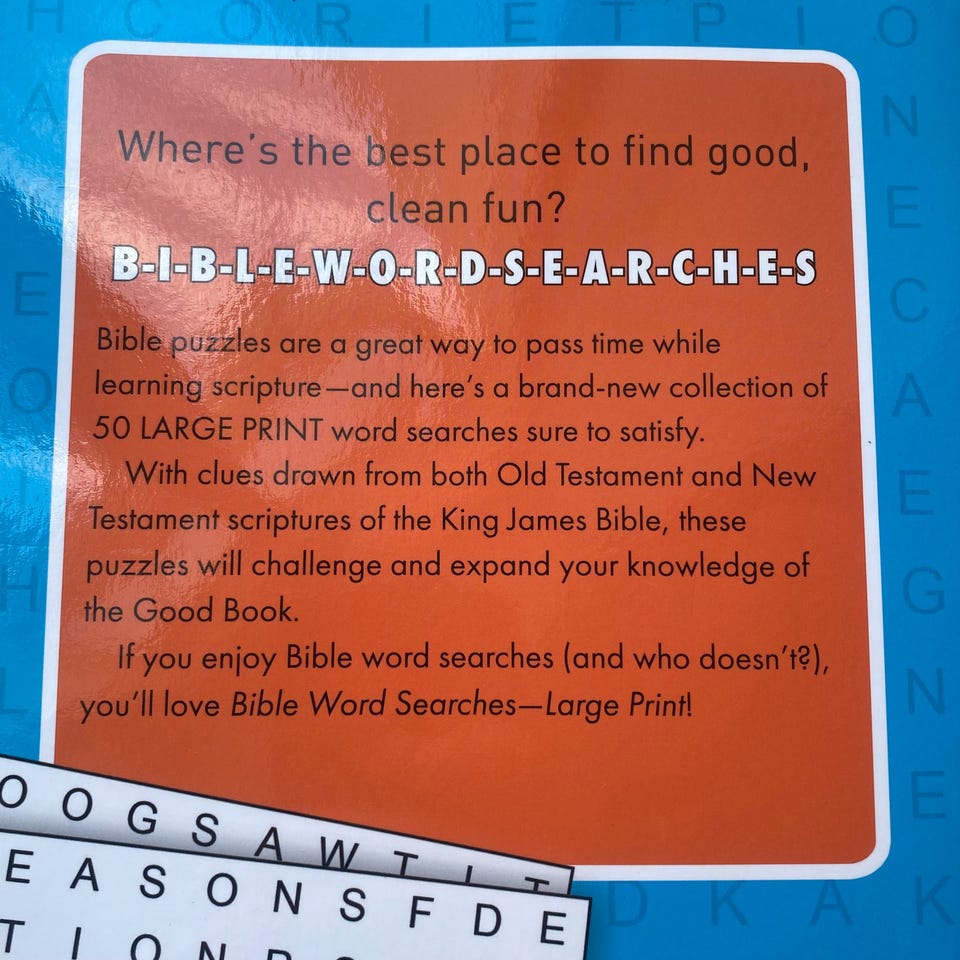 H C O R I E T P I O
A N
E
E C
O A
I E
H G
L N
E
Where's the best place to find good,
clean fun?
B-I-B-L-E-W-O-R-D-S-E-A-R-C-H-E-S
Bible puzzles are a great way to pass time while
learning scripture—and here's a brand-new collection of
50 LARGE PRINT word searches sure to satisfy.
With clues drawn from both Old Testament and New
Testament scriptures of the King James Bible, these
puzzles will challenge and expand your knowledge of
the Good Book.
If you enjoy Bible word searches (and who doesn't?),
you'll love Bible Word Searches—Large Print!
O O G S A W T I T
E A S O N S F D E
T I O N
D K A K